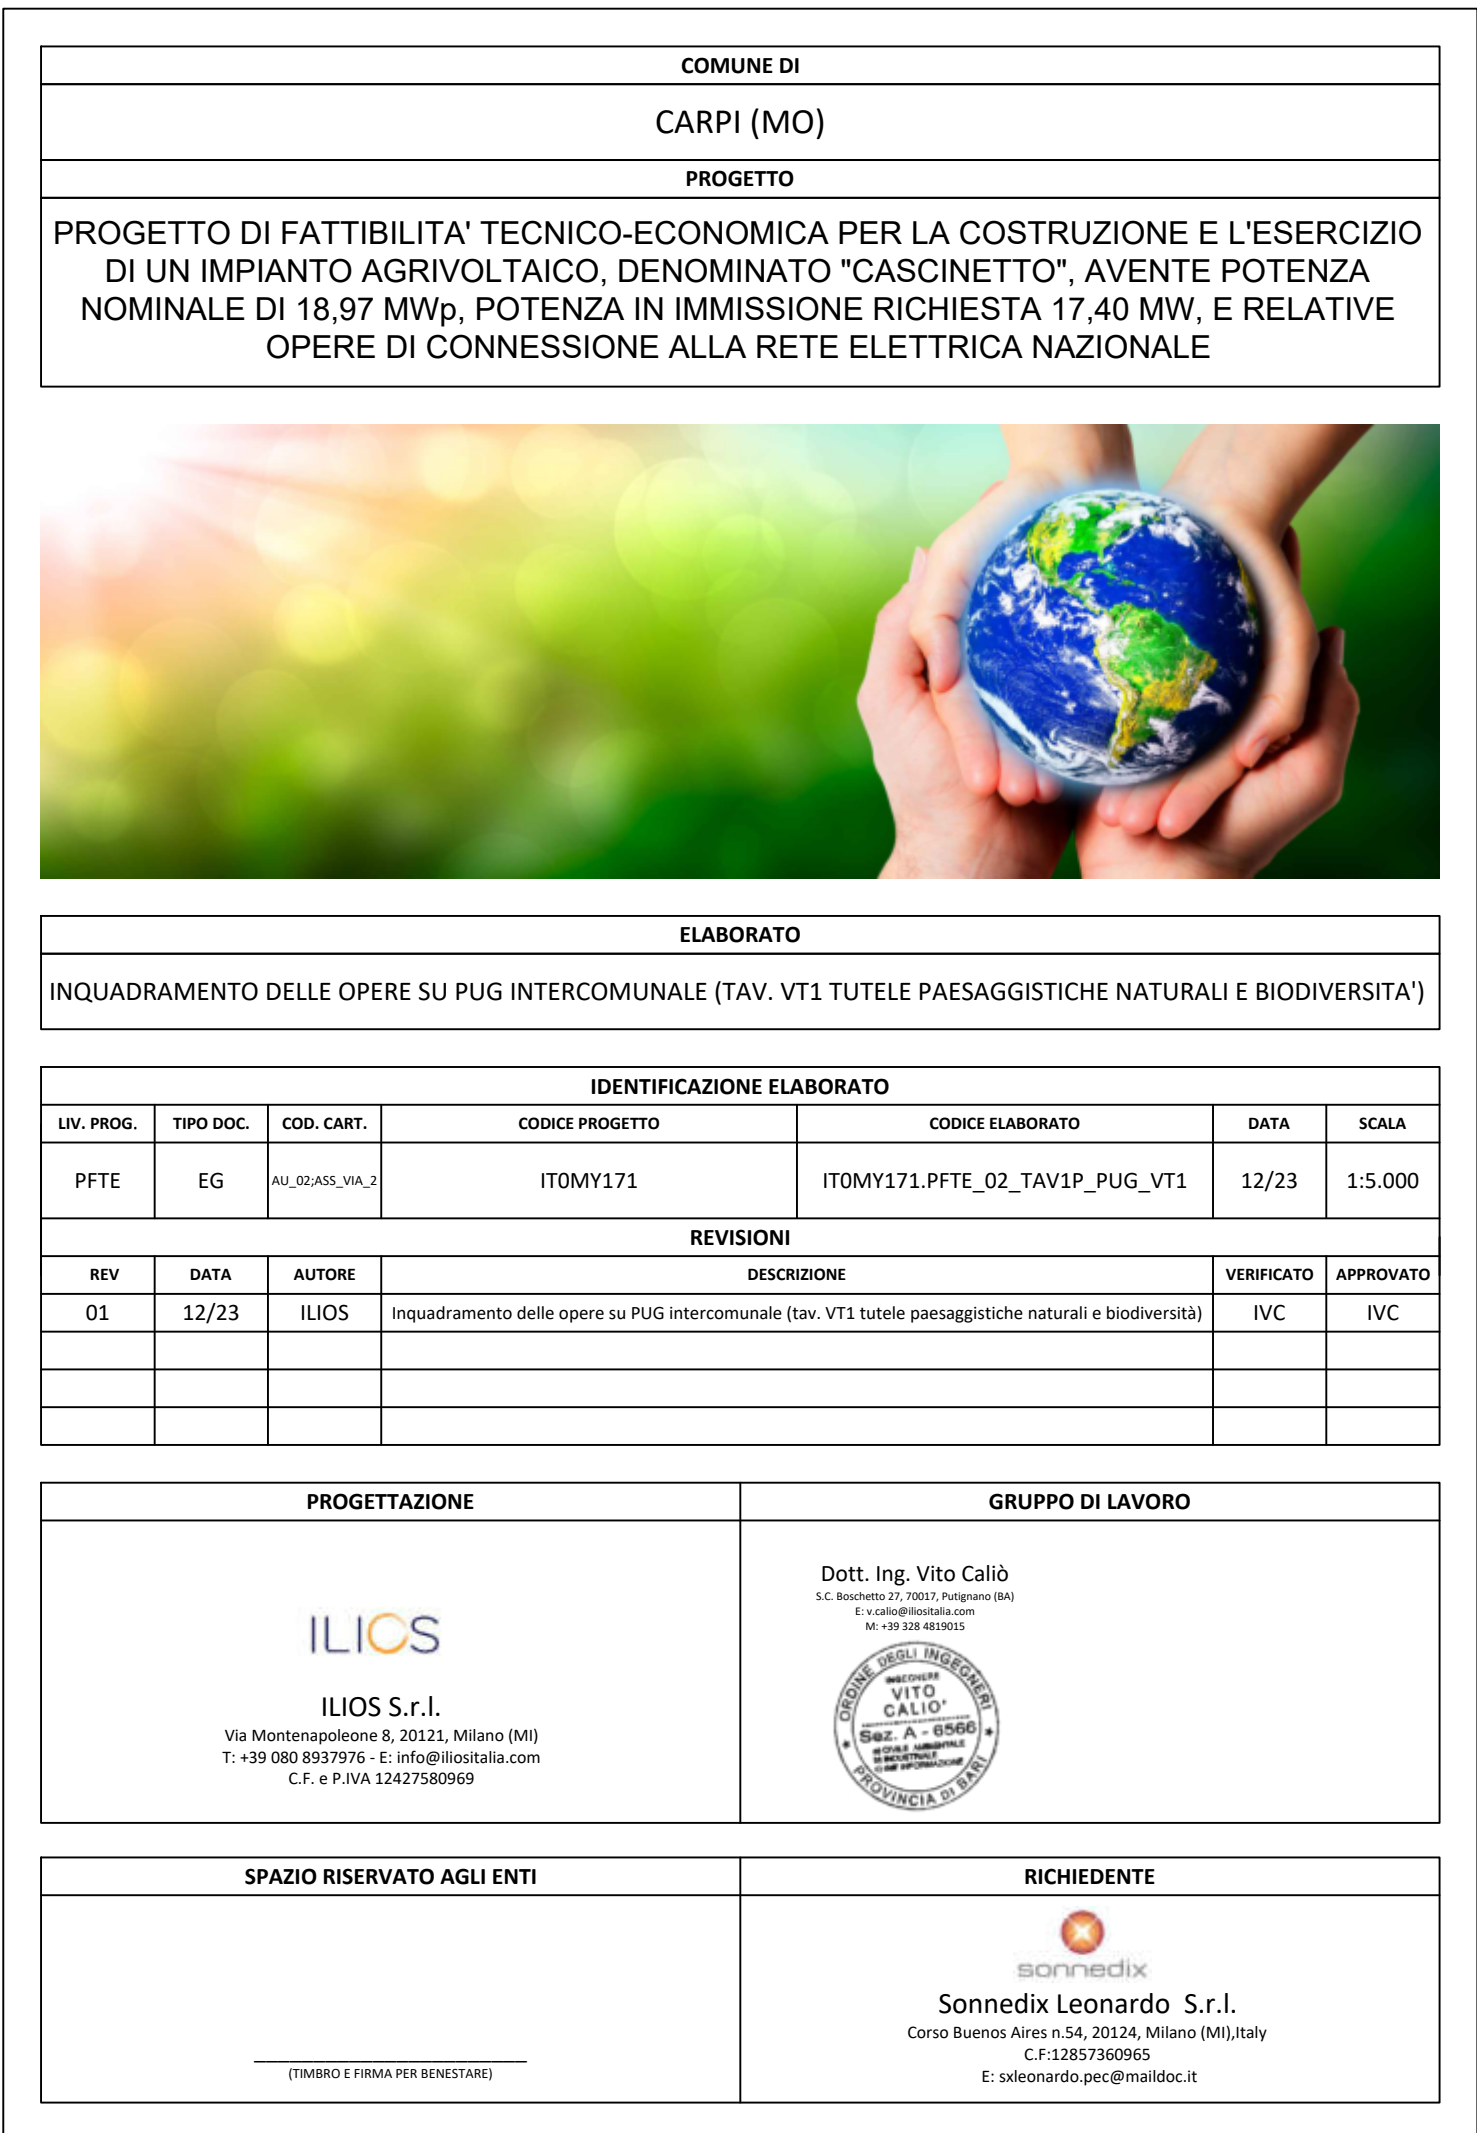 COMUNE DI
CARPI (MO)
PROGETTO
PROGETTO DI FATTIBILITA' TECNICO-ECONOMICA PER LA COSTRUZIONE E L'ESERCIZIO
DI UN IMPIANTO AGRIVOLTAICO, DENOMINATO "CASCINETTO", AVENTE POTENZA
NOMINALE DI 18,97 MWp, POTENZA IN IMMISSIONE RICHIESTA 17,40 MW, E RELATIVE
OPERE DI CONNESSIONE ALLA RETE ELETTRICA NAZIONALE
ELABORATO
INQUADRAMENTO DELLE OPERE SU PUG INTERCOMUNALE (TAV. VT1 TUTELE PAESAGGISTICHE NATURALI E BIODIVERSITA')
IDENTIFICAZIONE ELABORATO
LIV. PROG. TIPO DOC. COD. CART. CODICE PROGETTO CODICE ELABORATO DATA SCALA
PFTE EG AU_02;ASS_VIA_2 IT0MY171 IT0MY171.PFTE_02_TAV1P_PUG_VT1 12/23 1:5.000
REVISIONI
REV DATA AUTORE DESCRIZIONE VERIFICATO APPROVATO
01 12/23 ILIOS Inquadramento delle opere su PUG intercomunale (tav. VT1 tutele paesaggistiche naturali e biodiversità) IVC IVC
PROGETTAZIONE
ILIOS
ILIOS S.r.l.
Via Montenapoleone 8, 20121, Milano (MI)
T: +39 080 8937976 - E: info@iliositalia.com
C.F. e P.IVA 12427580969
GRUPPO DI LAVORO
Dott. Ing. Vito Caliò
S.C. Boschetto 27, 70017, Putignano (BA)
E: v.calio@iliositalia.com
M: +39 328 4819015
ORDINE DEGLI INGEGNERI
INGEGNERE
VITO
CALIO'
Sez. A - 6566
PROVINCIA DI BARI
SPAZIO RISERVATO AGLI ENTI
(TIMBRO E FIRMA PER BENESTARE)
RICHIEDENTE
sonnedix
Sonnedix Leonardo S.r.l.
Corso Buenos Aires n.54, 20124, Milano (MI),Italy
C.F:12857360965
E: sxleonardo.pec@maildoc.it